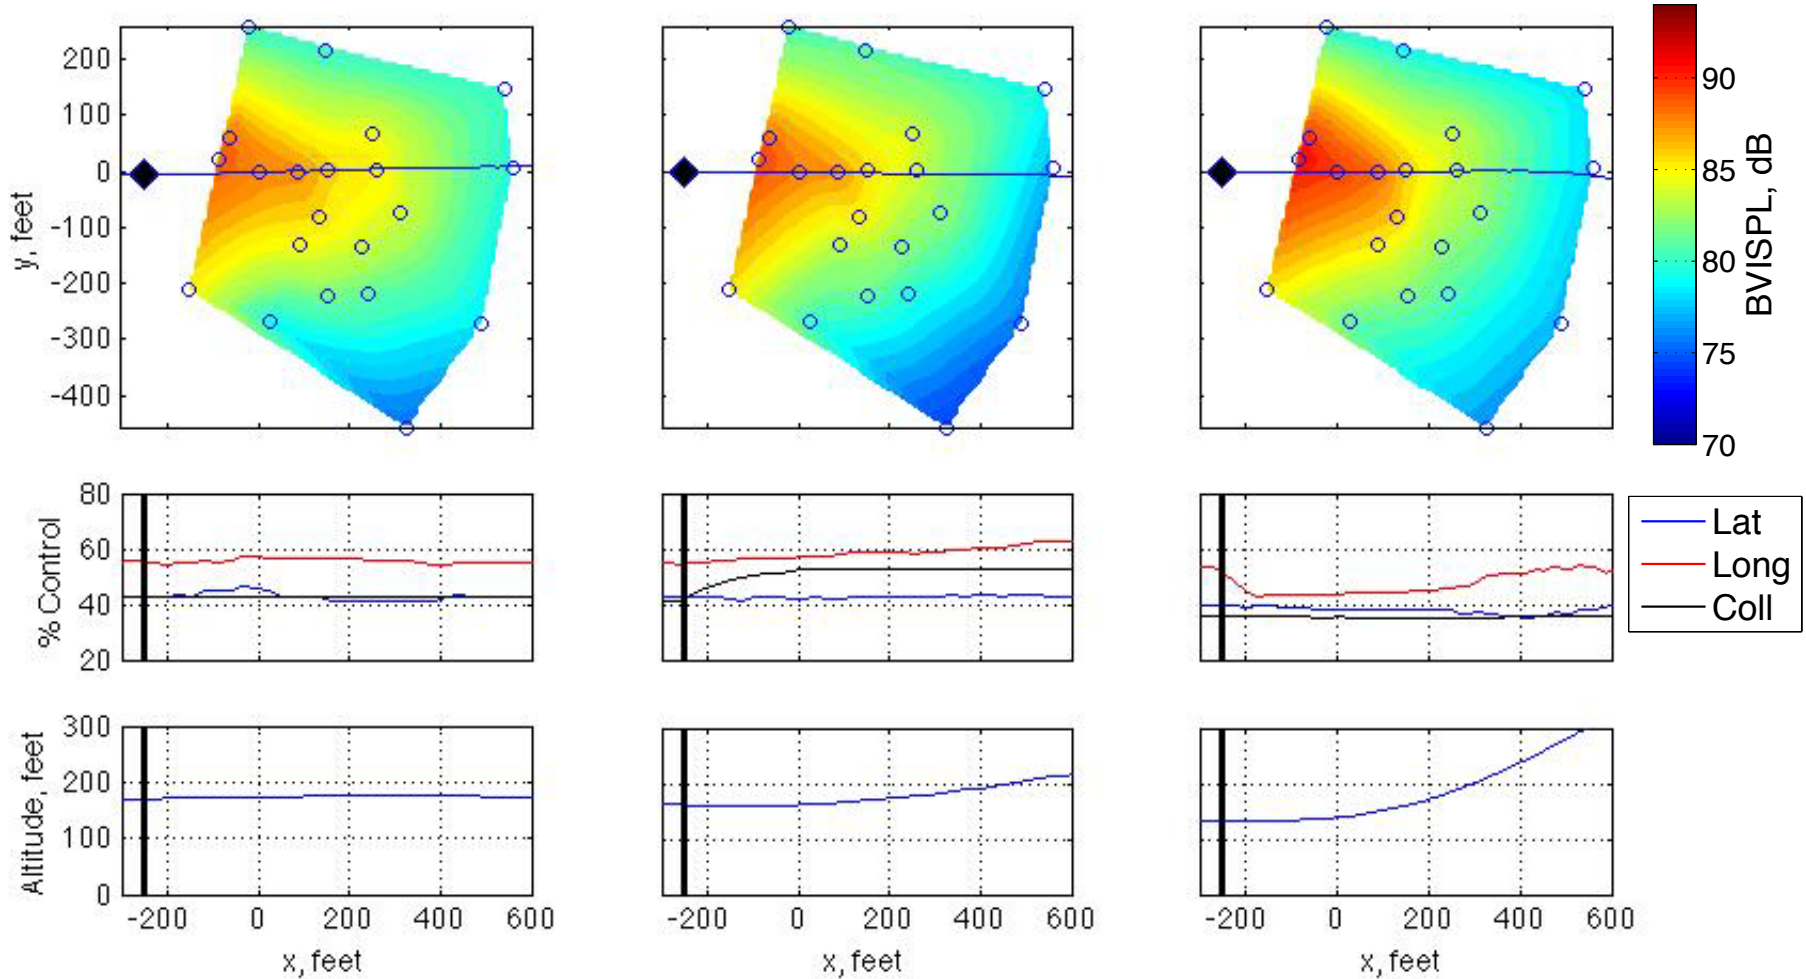 200
100
0
-100
-200
-300
-400
y, feet
90
85
80
75
70
BVISPL, dB
80
60
40
20
% Control
Lat
Long
Coll
300
200
100
0
Altitude, feet
-200 0 200 400 600
-200 0 200 400 600
-200 0 200 400 600
x, feet
x, feet
x, feet